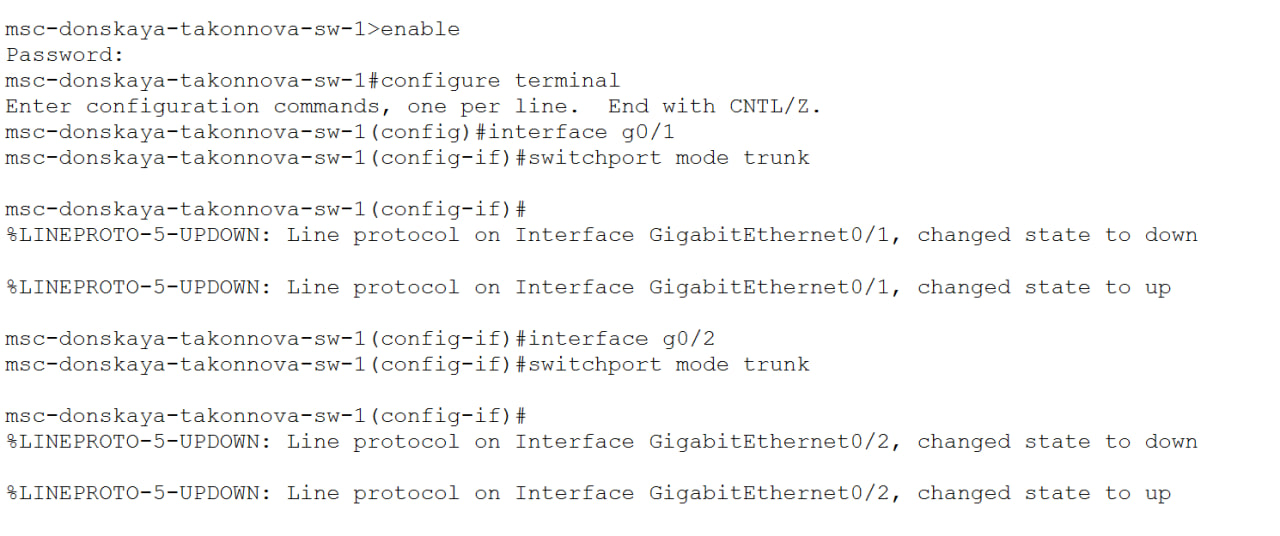 msc-donskaya-takonnova-sw-1>enable
Password:
msc-donskaya-takonnova-sw-1#configure terminal
Enter configuration commands, one per line.  End with CNTL/Z.
msc-donskaya-takonnova-sw-1(config)#interface g0/1
msc-donskaya-takonnova-sw-1(config-if)#switchport mode trunk
msc-donskaya-takonnova-sw-1(config-if)#
%LINEPROTO-5-UPDOWN: Line protocol on Interface GigabitEthernet0/1, changed state to down
%LINEPROTO-5-UPDOWN: Line protocol on Interface GigabitEthernet0/1, changed state to up
msc-donskaya-takonnova-sw-1(config-if)#interface g0/2
msc-donskaya-takonnova-sw-1(config-if)#switchport mode trunk
msc-donskaya-takonnova-sw-1(config-if)#
%LINEPROTO-5-UPDOWN: Line protocol on Interface GigabitEthernet0/2, changed state to down
%LINEPROTO-5-UPDOWN: Line protocol on Interface GigabitEthernet0/2, changed state to up